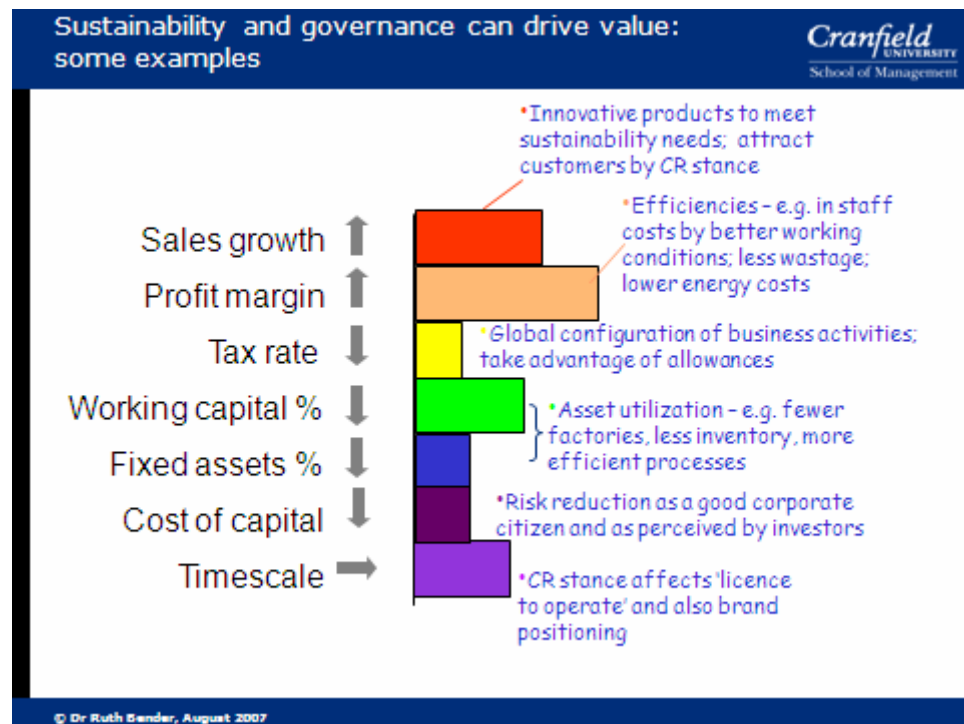 Sustainability and governance can drive value:
some examples
Cranfield
UNIVERSITY
School of Management
•Innovative products to meet
sustainability needs; attract
customers by CR stance
•Efficiencies – e.g. in staff
costs by better working
conditions; less wastage;
lower energy costs
Sales growth
Profit margin
Tax rate
•Global configuration of business activities;
take advantage of allowances
Working capital %
•Asset utilization – e.g. fewer
factories, less inventory, more
efficient processes
Fixed assets %
Cost of capital
•Risk reduction as a good corporate
citizen and as perceived by investors
Timescale
•CR stance affects ‘licence
to operate’ and also brand
positioning
© Dr Ruth Bender, August 2007